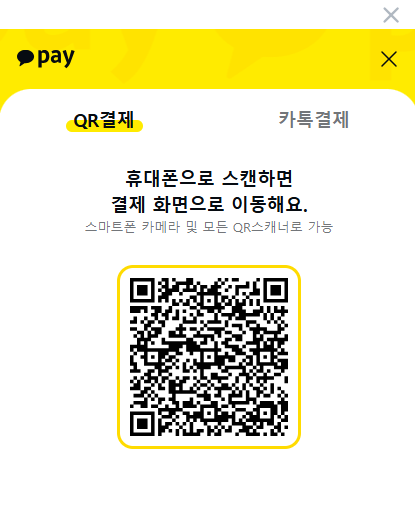 pay
QR결제
카톡결제
휴대폰으로 스캔하면
결제 화면으로 이동해요.
스마트폰 카메라 및 모든 QR스캐너로 가능